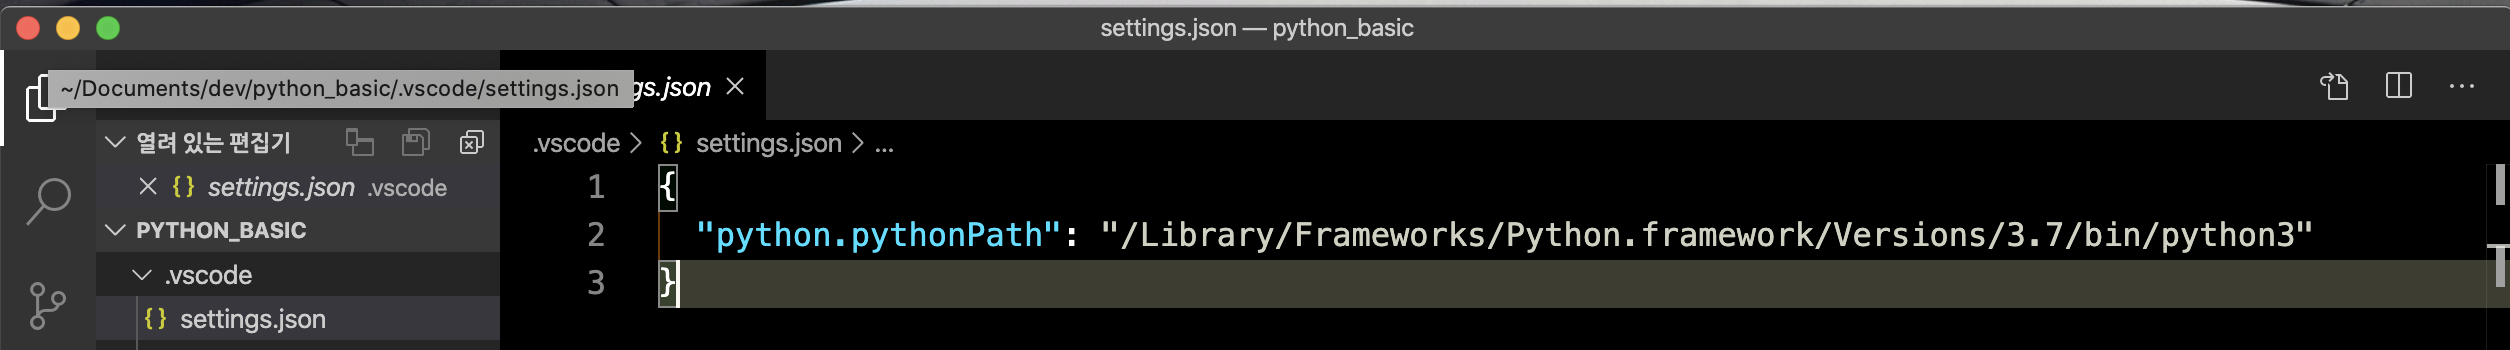 settings.json — python_basic
~/Documents/dev/python_basic/.vscode/settings.json
gs.json
열려 있는 편집기
settings.json .vscode
PYTHON_BASIC
.vscode
settings.json
.vscode > {} settings.json > ...
1 {
2 "python.pythonPath": "/Library/Frameworks/Python.framework/Versions/3.7/bin/python3"
3 }